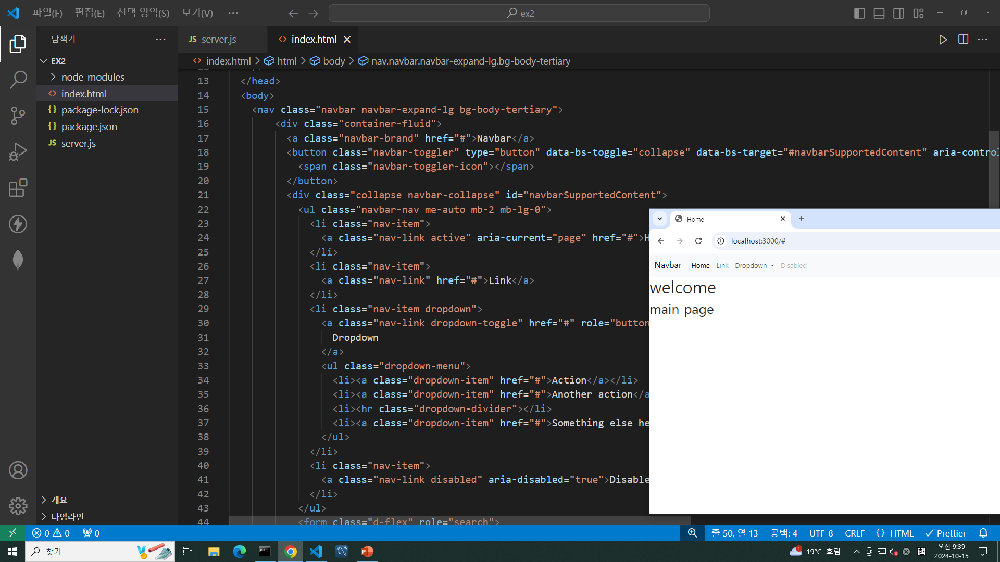 파일(F) 편집(E) 선택 영역(S) 보기(V) ···
ex2
탐색기
server.js
index.html
index.html > html > body > nav.navbar.navbar-expand-lg.bg-body-tertiary
EX2
node_modules
index.html
package-lock.json
package.json
server.js
개요
타임라인
13 </head>
14 <body>
15 <nav class="navbar navbar-expand-lg bg-body-tertiary">
16 <div class="container-fluid">
17 <a class="navbar-brand" href="#">Navbar</a>
18 <button class="navbar-toggler" type="button" data-bs-toggle="collapse" data-bs-target="#navbarSupportedContent" aria-control
19 <span class="navbar-toggler-icon"></span>
20 </button>
21 <div class="collapse navbar-collapse" id="navbarSupportedContent">
22 <ul class="navbar-nav me-auto mb-2 mb-lg-0">
23 <li class="nav-item">
24 <a class="nav-link active" aria-current="page" href="#">H
25 </li>
26 <li class="nav-item">
27 <a class="nav-link" href="#">Link</a>
28 </li>
29 <li class="nav-item dropdown">
30 <a class="nav-link dropdown-toggle" href="#" role="button
31 Dropdown
32 </a>
33 <ul class="dropdown-menu">
34 <li><a class="dropdown-item" href="#">Action</a></li>
35 <li><a class="dropdown-item" href="#">Another action</a
36 <li><hr class="dropdown-divider"></li>
37 <li><a class="dropdown-item" href="#">Something else he
38 </ul>
39 </li>
40 <li class="nav-item">
41 <a class="nav-link disabled" aria-disabled="true">Disable
42 </li>
43 </ul>
44 <form class="d-flex" role="search">
Home
localhost:3000/#
Navbar Home Link Dropdown Disabled
welcome
main page
0 0 0
줄 50, 열 13 공백: 4 UTF-8 CRLF {} HTML Prettier
찾기
19°C 흐림
오전 9:39
2024-10-15